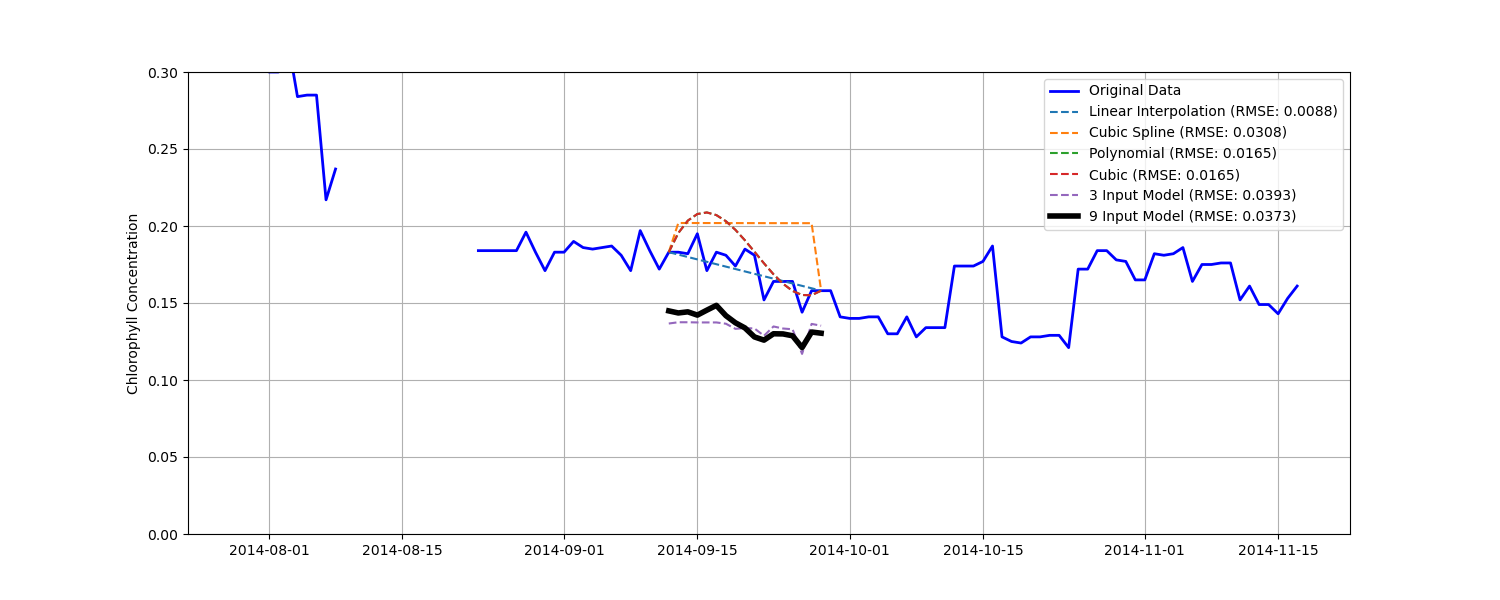 0.30
0.25
0.20
0.15
0.10
0.05
0.00
Chlorophyll Concentration
2014-08-01 2014-08-15 2014-09-01 2014-09-15 2014-10-01 2014-10-15 2014-11-01 2014-11-15
Original Data
Linear Interpolation (RMSE: 0.0088)
Cubic Spline (RMSE: 0.0308)
Polynomial (RMSE: 0.0165)
Cubic (RMSE: 0.0165)
3 Input Model (RMSE: 0.0393)
9 Input Model (RMSE: 0.0373)